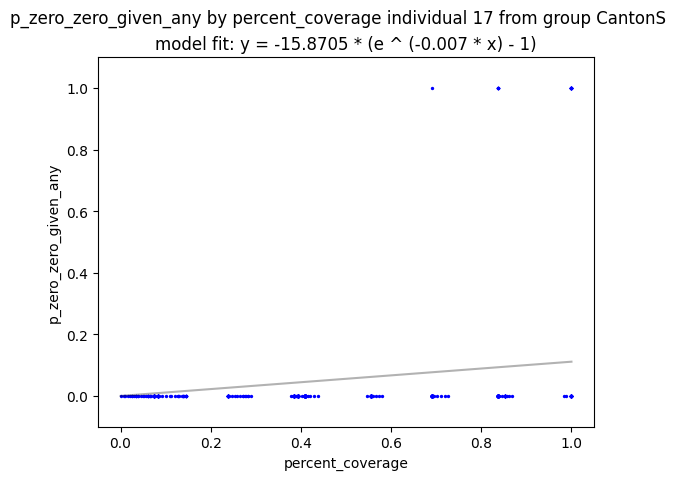 p_zero_zero_given_any by percent_coverage individual 17 from group CantonS
model fit: y = -15.8705 * (e ^ (-0.007 * x) - 1)
1.0
0.8
0.6
0.4
0.2
0.0
p_zero_zero_given_any
0.0 0.2 0.4 0.6 0.8 1.0
percent_coverage